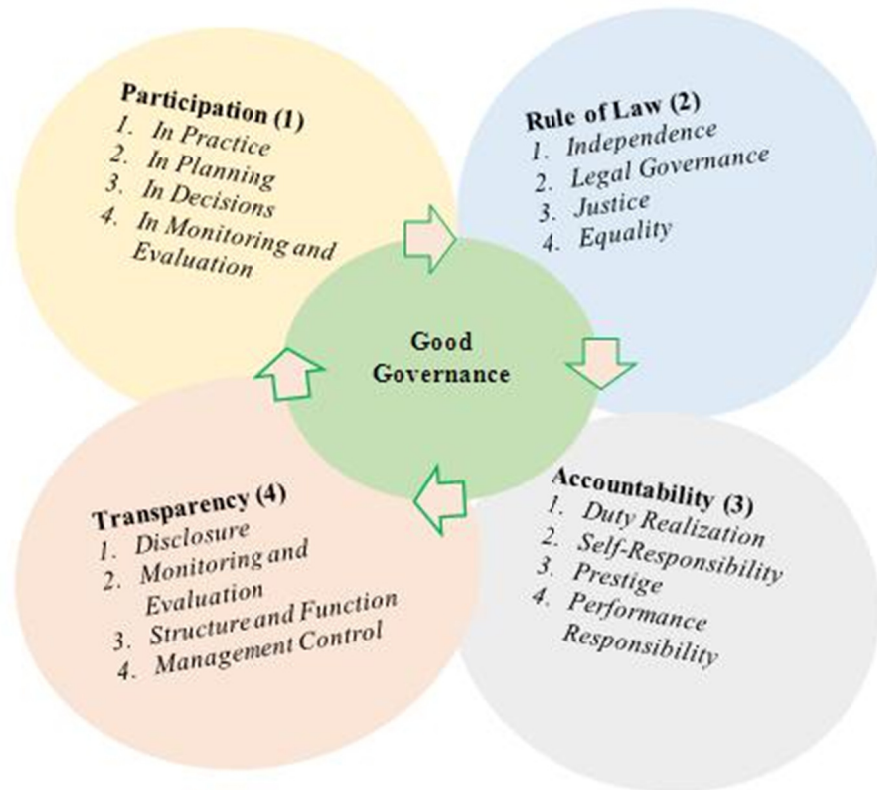 Participation (1)
1. In Practice
2. In Planning
3. In Decisions
4. In Monitoring and
Evaluation
Rule of Law (2)
1. Independence
2. Legal Governance
3. Justice
4. Equality
Good
Governance
Accountability (3)
1. Duty Realization
2. Self-Responsibility
3. Prestige
4. Performance
Responsibility
Transparency (4)
1. Disclosure
2. Monitoring and
Evaluation
3. Structure and Function
4. Management Control